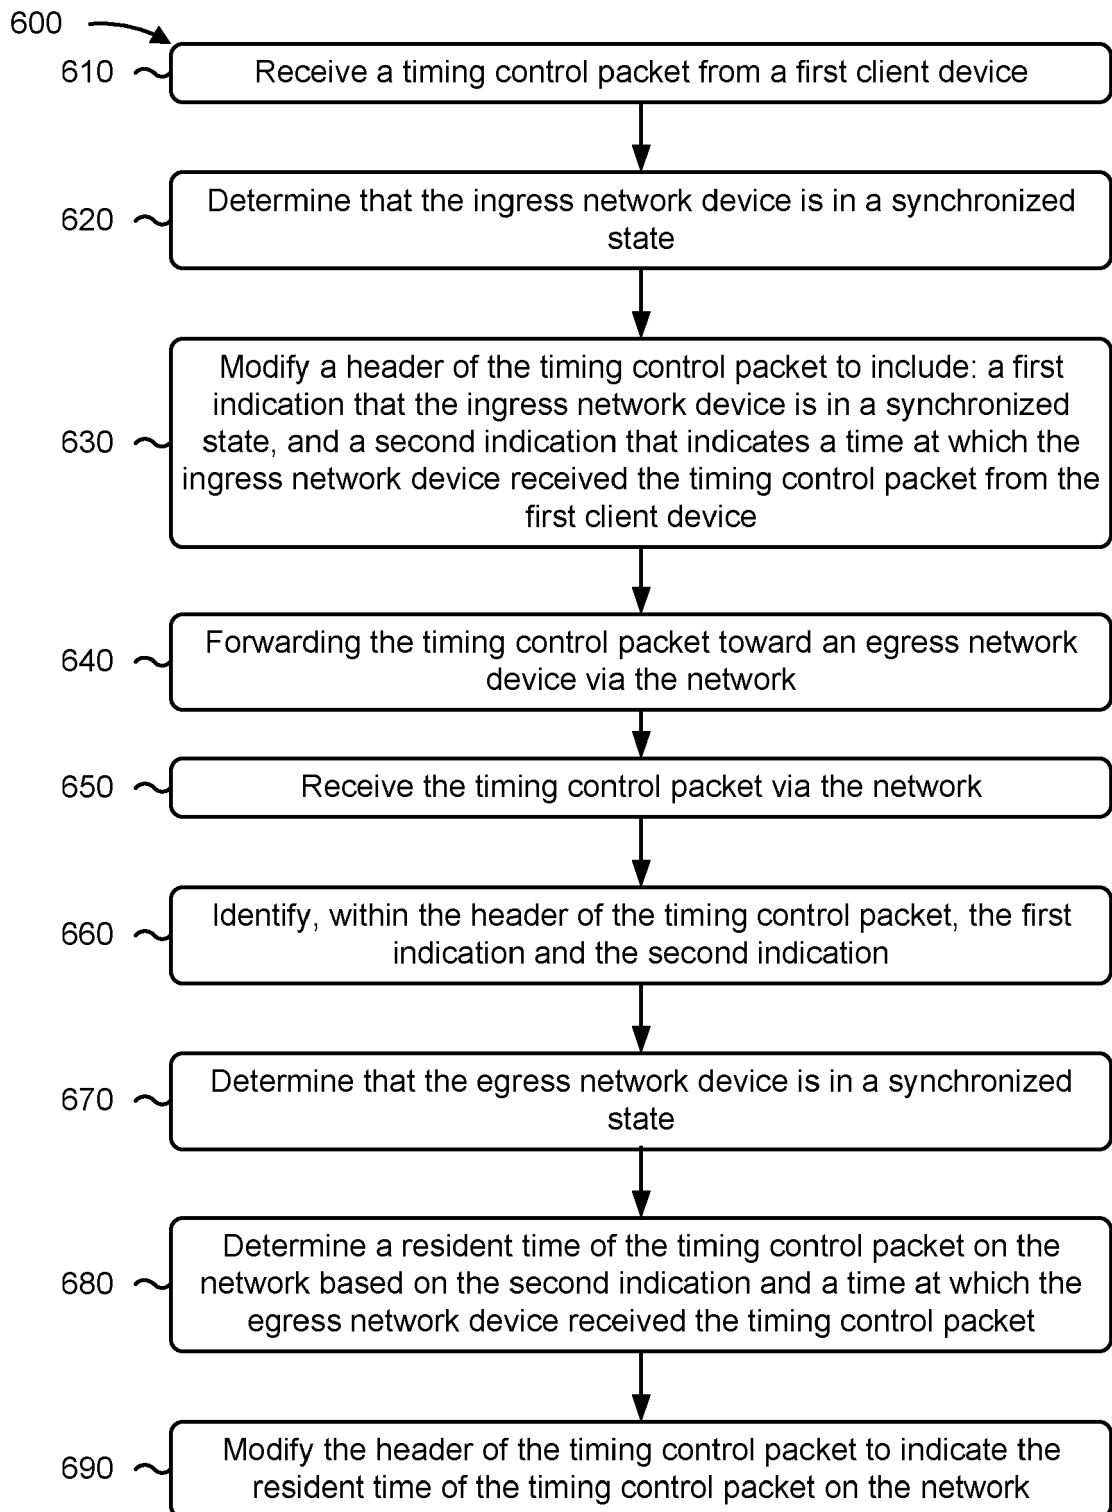 600
610
Receive a timing control packet from a first client device
620
Determine that the ingress network device is in a synchronized
state
630
Modify a header of the timing control packet to include: a first
indication that the ingress network device is in a synchronized
state, and a second indication that indicates a time at which the
ingress network device received the timing control packet from the
first client device
640
Forwarding the timing control packet toward an egress network
device via the network
650
Receive the timing control packet via the network
660
Identify, within the header of the timing control packet, the first
indication and the second indication
670
Determine that the egress network device is in a synchronized
state
680
Determine a resident time of the timing control packet on the
network based on the second indication and a time at which the
egress network device received the timing control packet
690
Modify the header of the timing control packet to indicate the
resident time of the timing control packet on the network